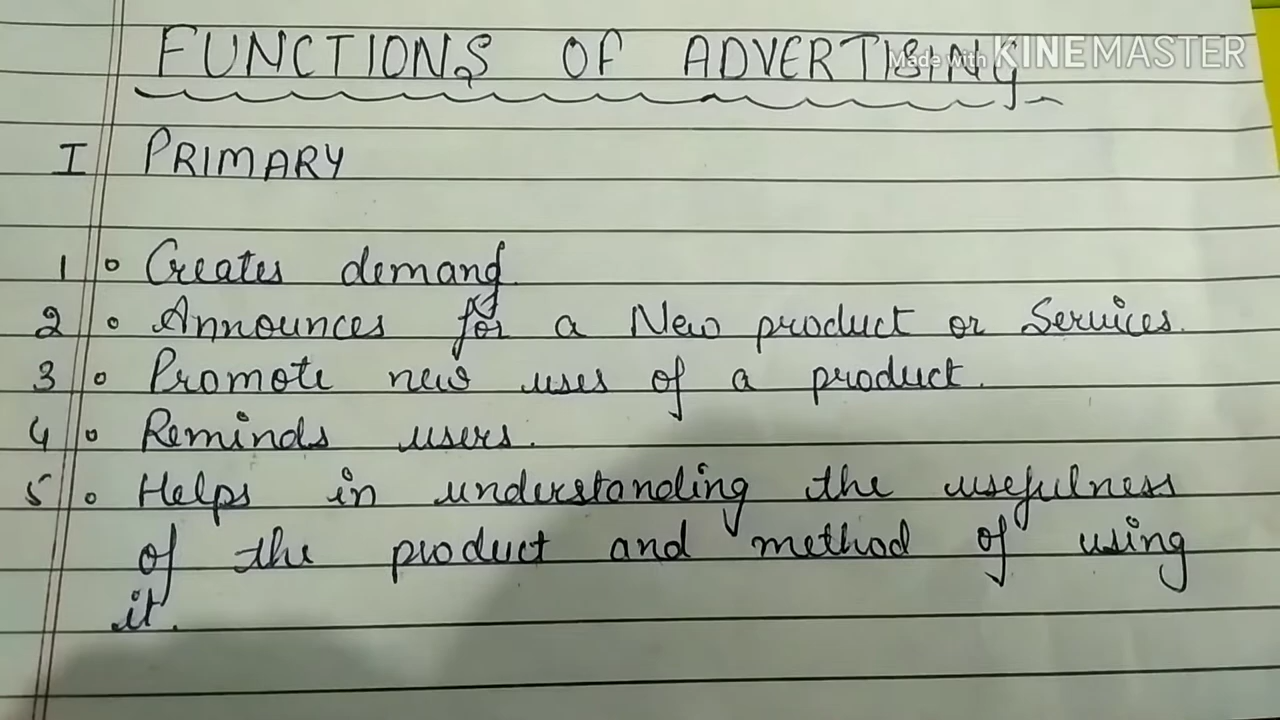 FUNCTIONS OF ADVERTISING
Made with KINEMASTER
I PRIMARY
1. Creates demand
2. Announces for a New product or Services.
3. Promote new uses of a product.
4. Reminds users.
5. Helps in understanding the usefulness
of the product and method of using
it.